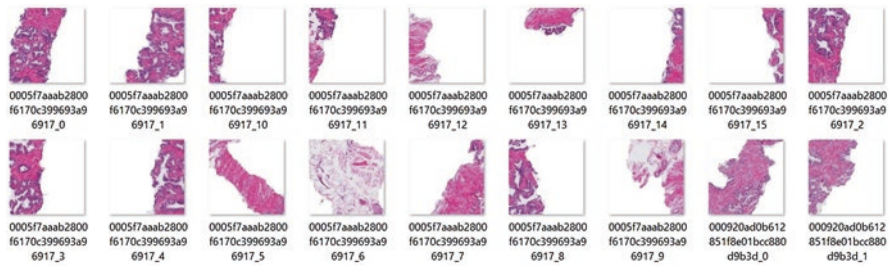 0005f7aaab2800 0005f7aaab2800 0005f7aaab2800 0005f7aaab2800 0005f7aaab2800 0005f7aaab2800 0005f7aaab2800 0005f7aaab2800 0005f7aaab2800
f6170c399693a9 f6170c399693a9 f6170c399693a9 f6170c399693a9 f6170c399693a9 f6170c399693a9 f6170c399693a9 f6170c399693a9 f6170c399693a9
6917_0 6917_1 6917_10 6917_11 6917_12 6917_13 6917_14 6917_15 6917_2
0005f7aaab2800 0005f7aaab2800 0005f7aaab2800 0005f7aaab2800 0005f7aaab2800 0005f7aaab2800 0005f7aaab2800 000920ad0b612 000920ad0b612
f6170c399693a9 f6170c399693a9 f6170c399693a9 f6170c399693a9 f6170c399693a9 f6170c399693a9 f6170c399693a9 851f8e01bcc880 851f8e01bcc880
6917_3 6917_4 6917_5 6917_6 6917_7 6917_8 6917_9 d9b3d_0 d9b3d_1